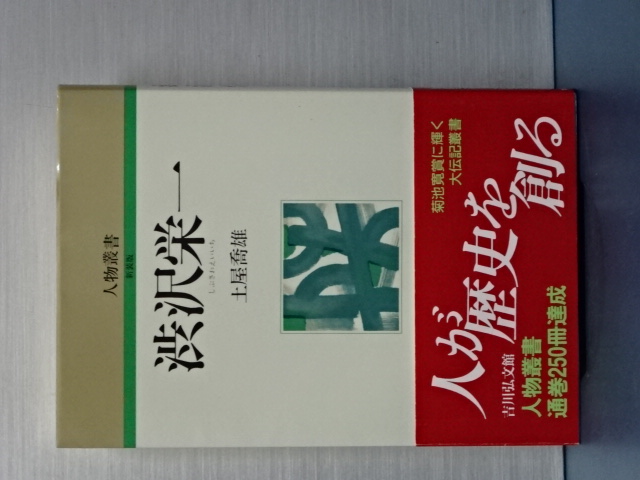 人物叢書
新装版
渋沢栄一
しぶさわえいいち
土屋喬雄
菊池寛賞に輝く
大伝記叢書
人が歴史を創る
吉川弘文館
人物叢書
通巻250冊達成